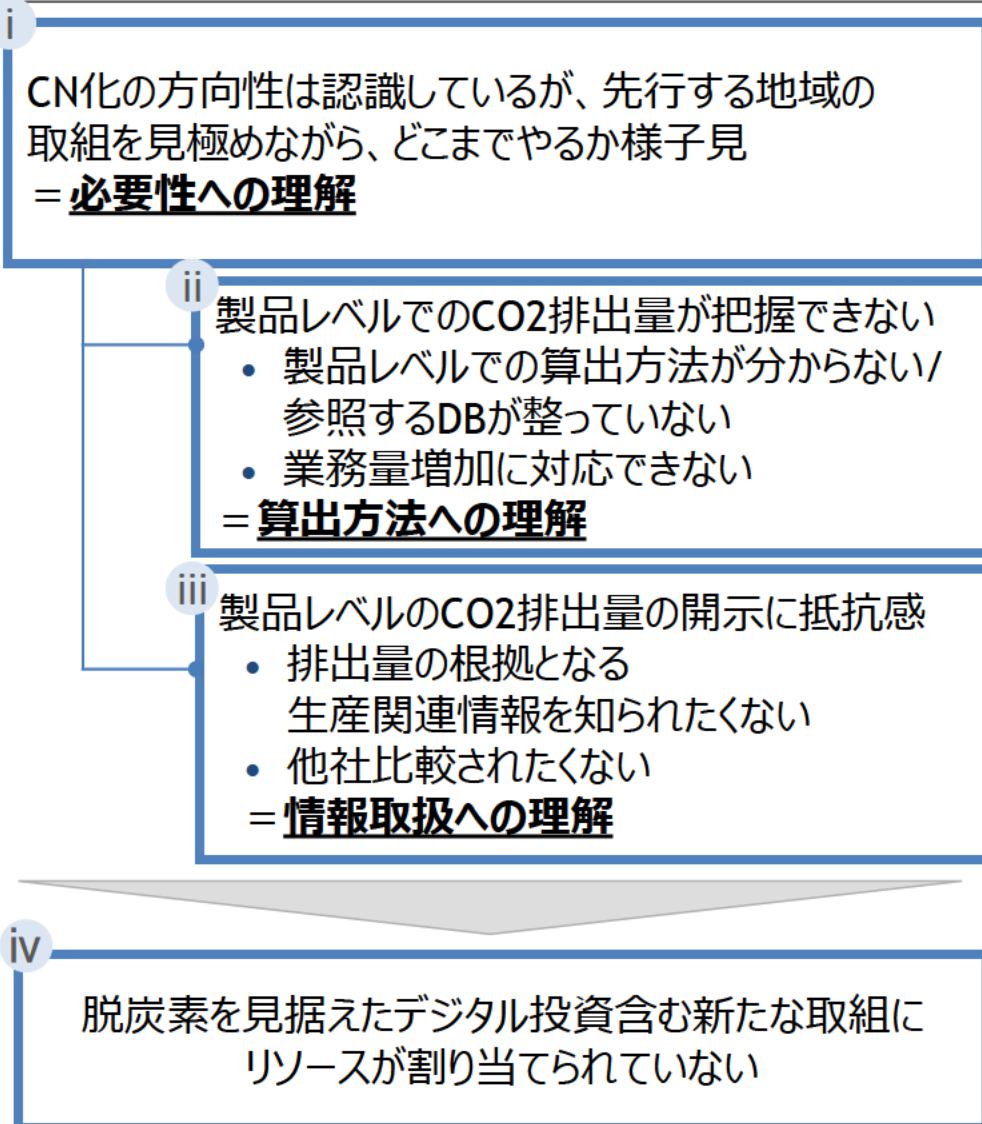 i
CN化の方向性は認識しているが、先行する地域の
取組を見極めながら、どこまでやるか様子見
＝必要性への理解
ii
製品レベルでのCO2排出量が把握できない
• 製品レベルでの算出方法が分からない/
参照するDBが整っていない
• 業務量増加に対応できない
＝算出方法への理解
iii
製品レベルのCO2排出量の開示に抵抗感
• 排出量の根拠となる
生産関連情報を知られたくない
• 他社比較されたくない
＝情報取扱への理解
iv
脱炭素を見据えたデジタル投資含む新たな取組に
リソースが割り当てられていない